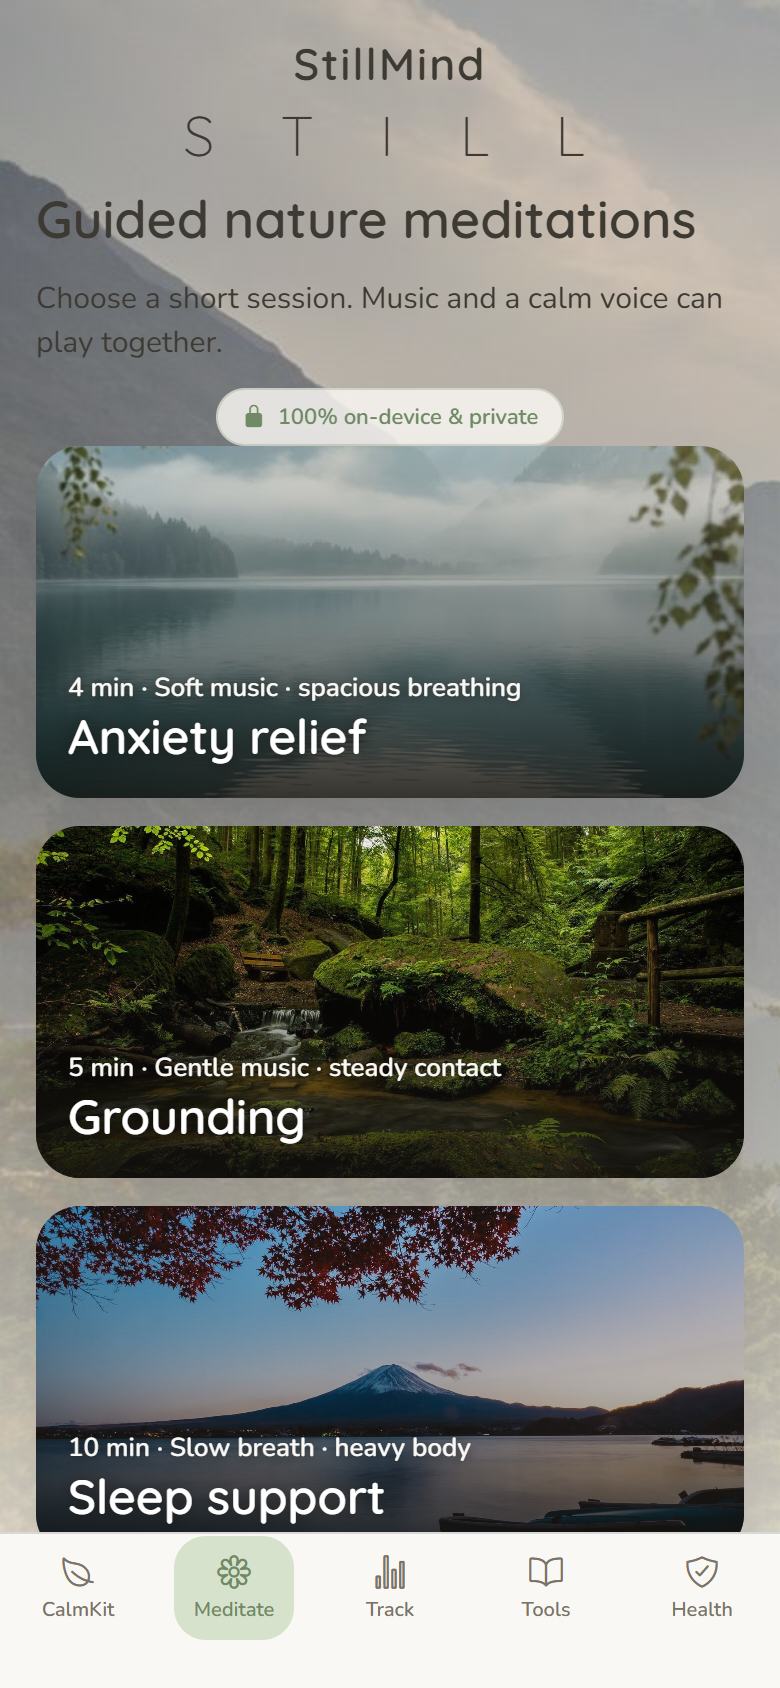 StillMind
STILL
Guided nature meditations
Choose a short session. Music and a calm voice can
play together.
100% on-device & private
4 min · Soft music · spacious breathing
Anxiety relief
5 min · Gentle music · steady contact
Grounding
10 min · Slow breath · heavy body
Sleep support
CalmKit
Meditate
Track
Tools
Health